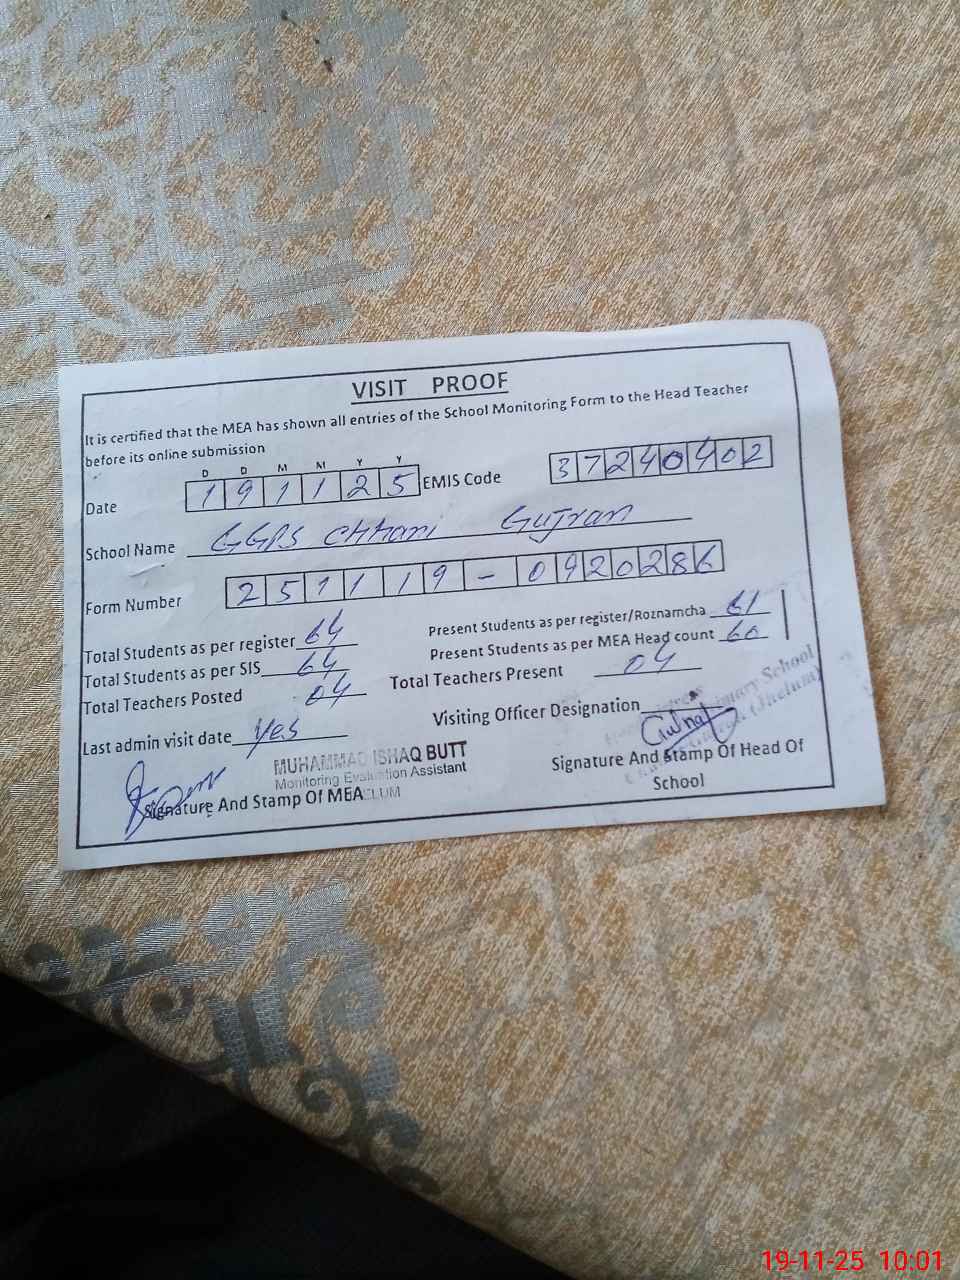 VISIT PROOF
It is certified that the MEA has shown all entries of the School Monitoring Form to the Head Teacher
before its online submission
D D M M Y Y
Date 1 9 1 1 2 5 EMIS Code 3 7 2 4 0 4 0 2
School Name GGPS Chhani Gujran
Form Number 2 5 1 1 1 9 - 0 9 2 0 2 8 6
Total Students as per register 64 Present Students as per register/Roznamcha 61
Total Students as per SIS 64 Present Students as per MEA Head count 60
Total Teachers Posted 04 Total Teachers Present 04
Last admin visit date Yes Visiting Officer Designation
MUHAMMAD ISHAQ BUTT
Monitoring Evaluation Assistant
Signature And Stamp Of MEA
Primary School
(Jhelum)
Signature And Stamp Of Head Of
School
19-11-25 10:01